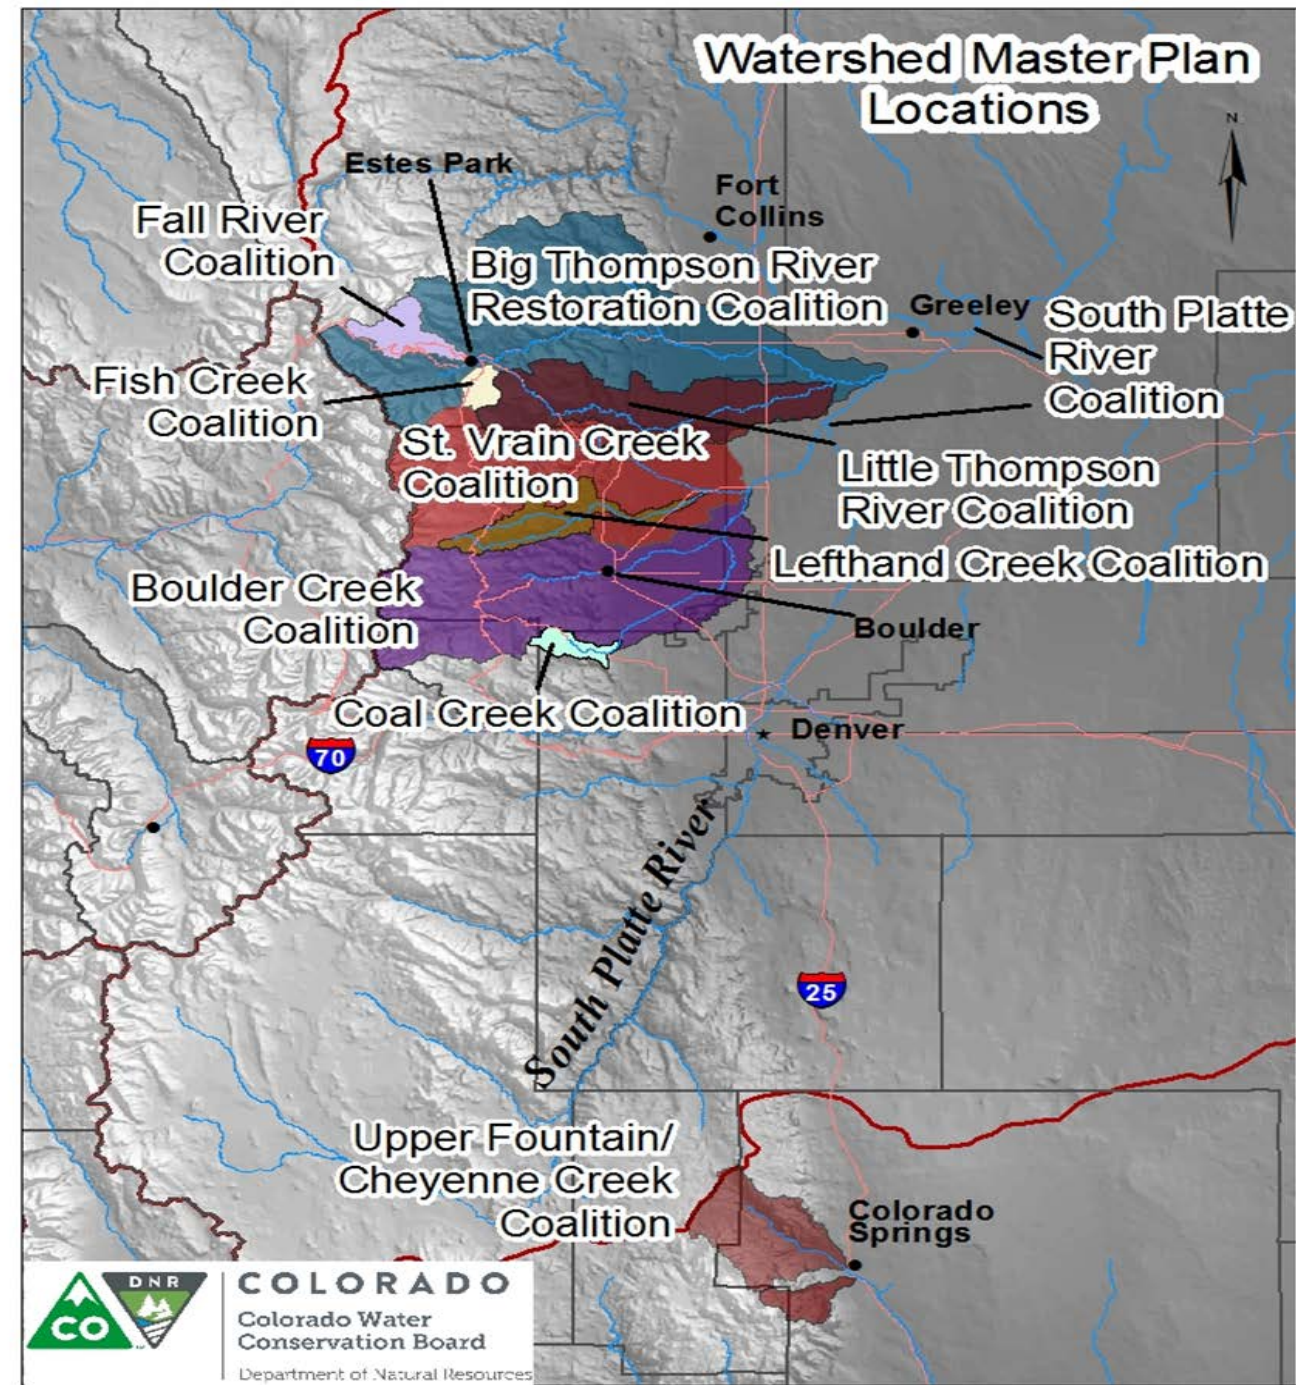 Watershed Master Plan
Locations
N
Estes Park
Fort
Collins
Fall River
Coalition
Big Thompson River
Restoration Coalition
Greeley
South Platte
River
Coalition
Fish Creek
Coalition
St. Vrain Creek
Coalition
Little Thompson
River Coalition
Lefthand Creek Coalition
Boulder Creek
Coalition
Boulder
Coal Creek Coalition
Denver
70
South Platte River
25
Upper Fountain/
Cheyenne Creek
Coalition
Colorado
Springs
CO
DNR
COLORADO
Colorado Water
Conservation Board
Department of Natural Resources